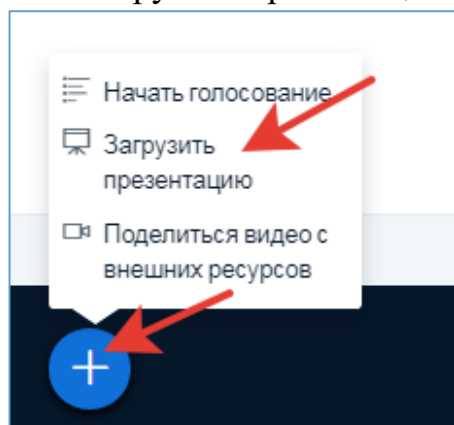 Начать голосование
Загрузить
презентацию
Поделиться видео с
внешних ресурсов